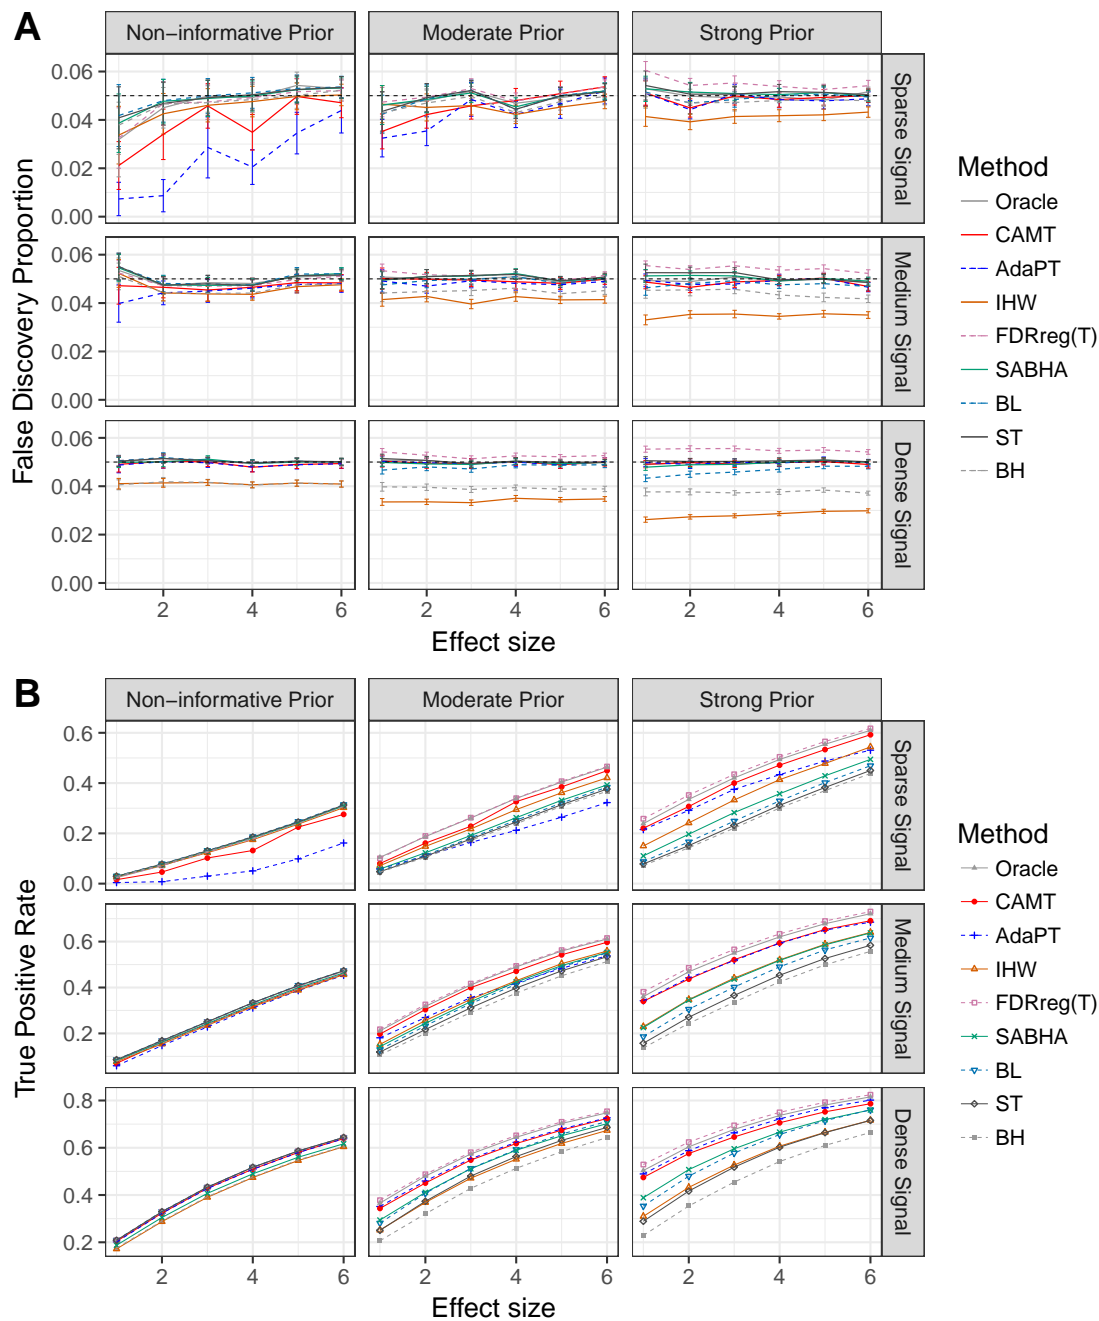 A
Non−informative Prior
Moderate Prior
Strong Prior
False Discovery Proportion
0.06
0.04
0.02
0.00
Sparse Signal
0.06
0.04
0.02
0.00
Medium Signal
0.06
0.04
0.02
0.00
Dense Signal
2 4 6
2 4 6
2 4 6
Effect size
Method
Oracle
CAMT
AdaPT
IHW
FDRreg(T)
SABHA
BL
ST
BH
B
Non−informative Prior
Moderate Prior
Strong Prior
True Positive Rate
0.6
0.4
0.2
0.0
Sparse Signal
0.6
0.4
0.2
Medium Signal
0.8
0.6
0.4
0.2
Dense Signal
2 4 6
2 4 6
2 4 6
Effect size
Method
Oracle
CAMT
AdaPT
IHW
FDRreg(T)
SABHA
BL
ST
BH